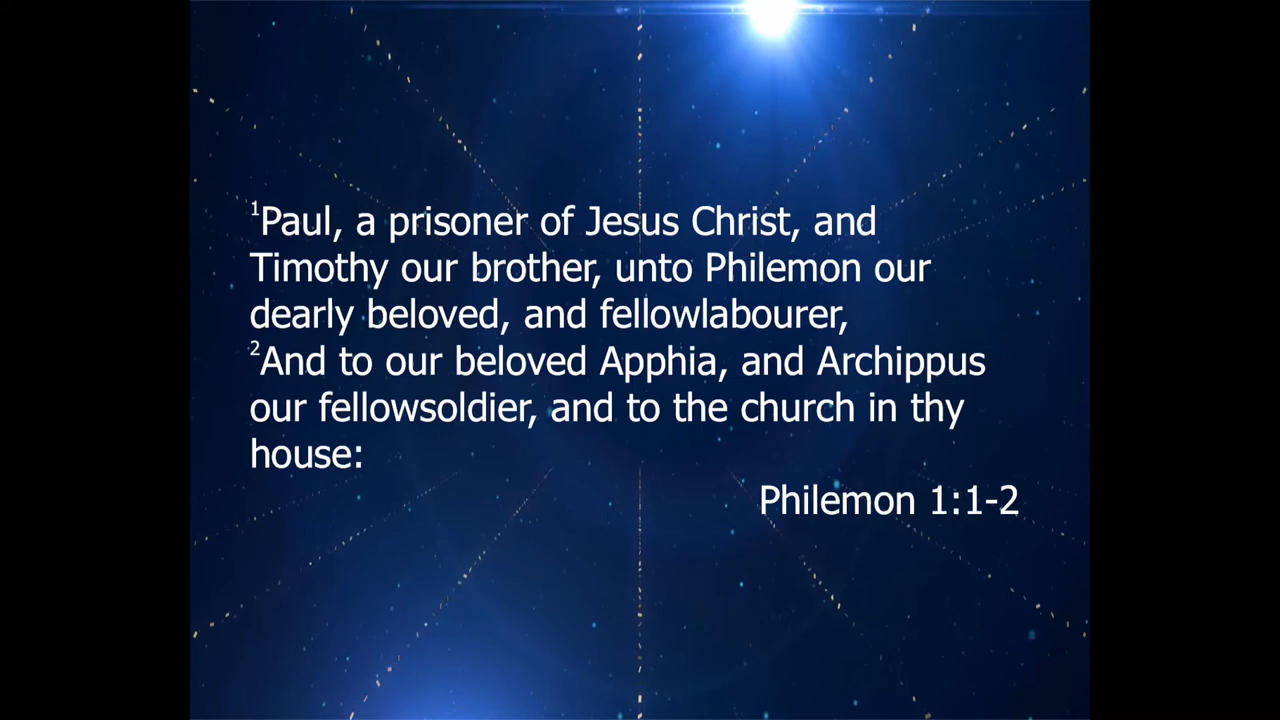 ¹Paul, a prisoner of Jesus Christ, and
Timothy our brother, unto Philemon our
dearly beloved, and fellowlabourer,
²And to our beloved Apphia, and Archippus
our fellowsoldier, and to the church in thy
house:
Philemon 1:1-2